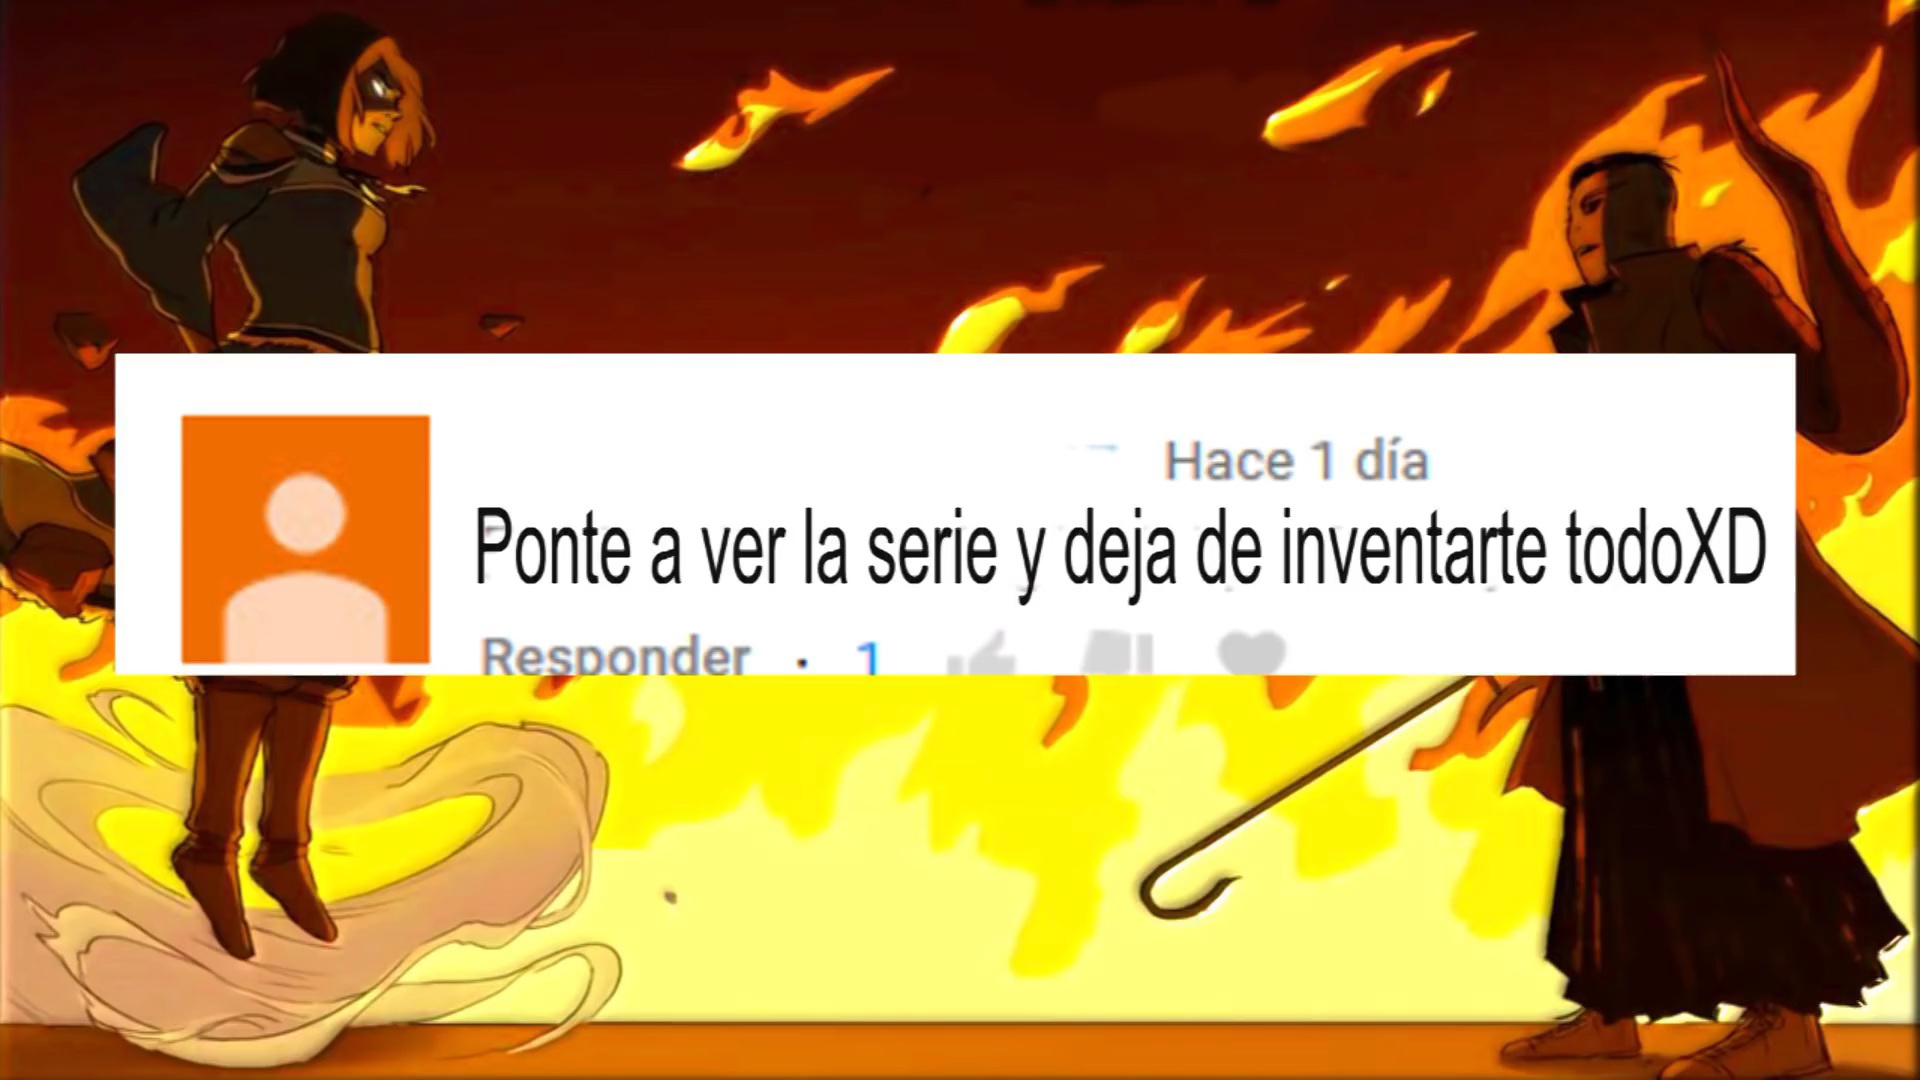 Hace 1 día
Ponte a ver la serie y deja de inventarte todoXD
Responder · 1